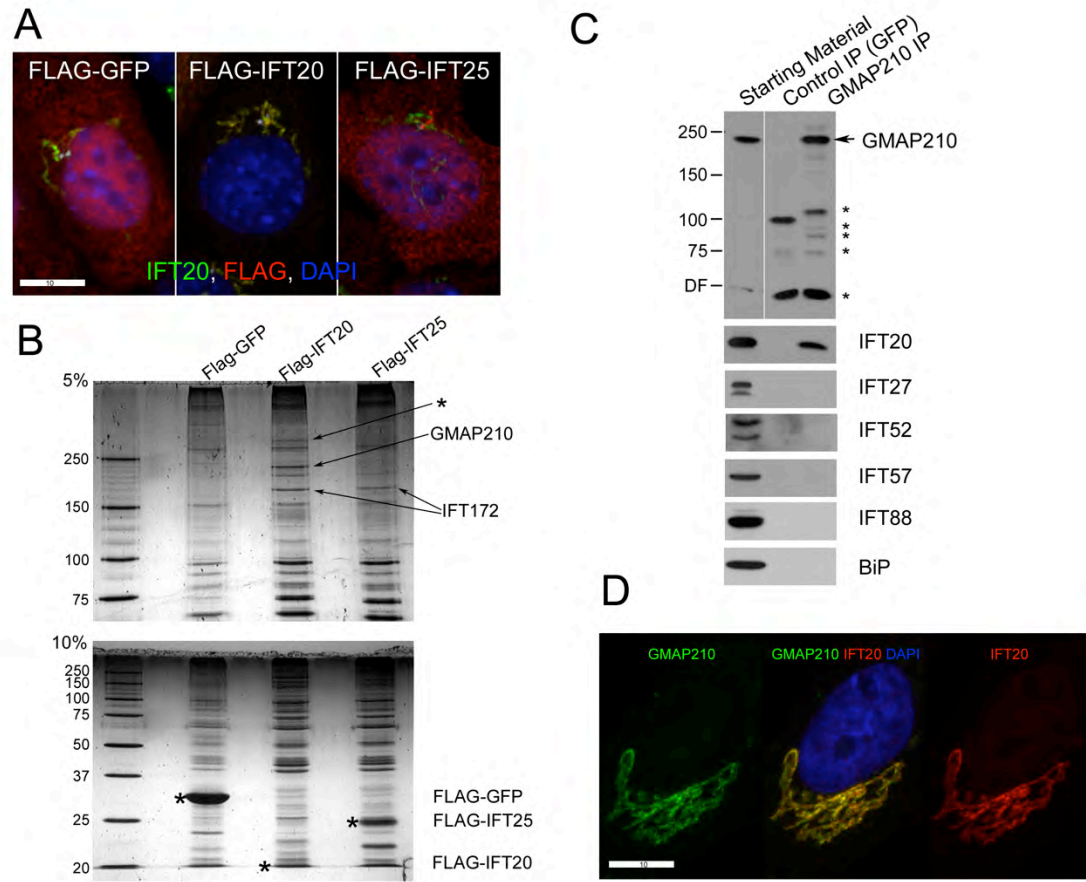 A
FLAG-GFP FLAG-IFT20 FLAG-IFT25
IFT20, FLAG, DAPI
10
B
Flag-GFP Flag-IFT20 Flag-IFT25
5%
*
GMAP210
250
IFT172
150
100
75
10%
250
150
100
75
50
37
* FLAG-GFP
25 * FLAG-IFT25
20 * FLAG-IFT20
C
Starting Material
Control IP (GFP)
GMAP210 IP
250
GMAP210
150
100 *
*
*
75 *
DF
*
IFT20
IFT27
IFT52
IFT57
IFT88
BiP
D
GMAP210 GMAP210 IFT20 DAPI IFT20
10